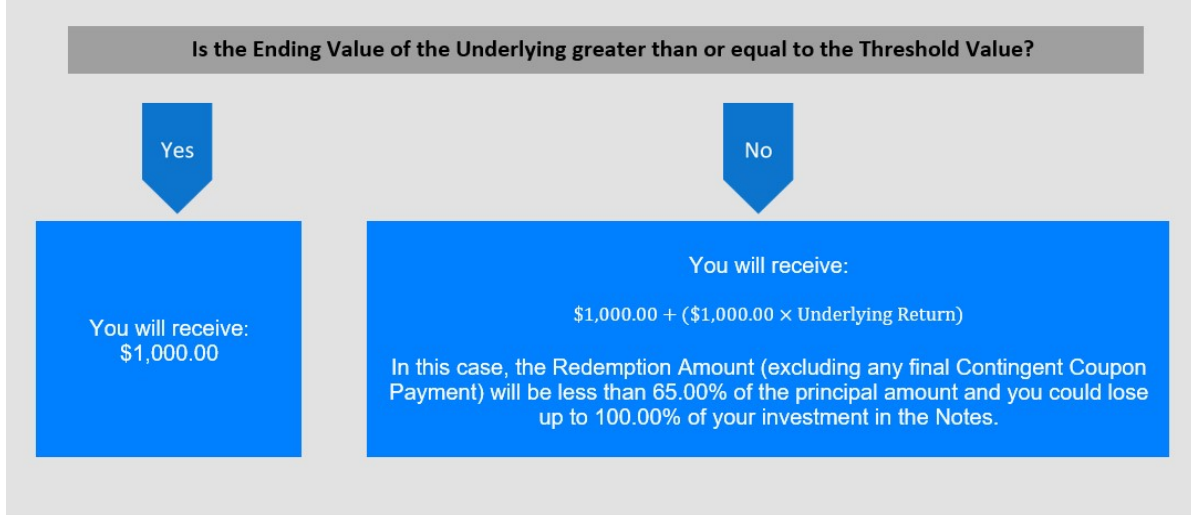 Is the Ending Value of the Underlying greater than or equal to the Threshold Value?
Yes
No
You will receive:
$1,000.00
You will receive:
$1,000.00 + ($1,000.00 × Underlying Return)
In this case, the Redemption Amount (excluding any final Contingent Coupon
Payment) will be less than 65.00% of the principal amount and you could lose
up to 100.00% of your investment in the Notes.